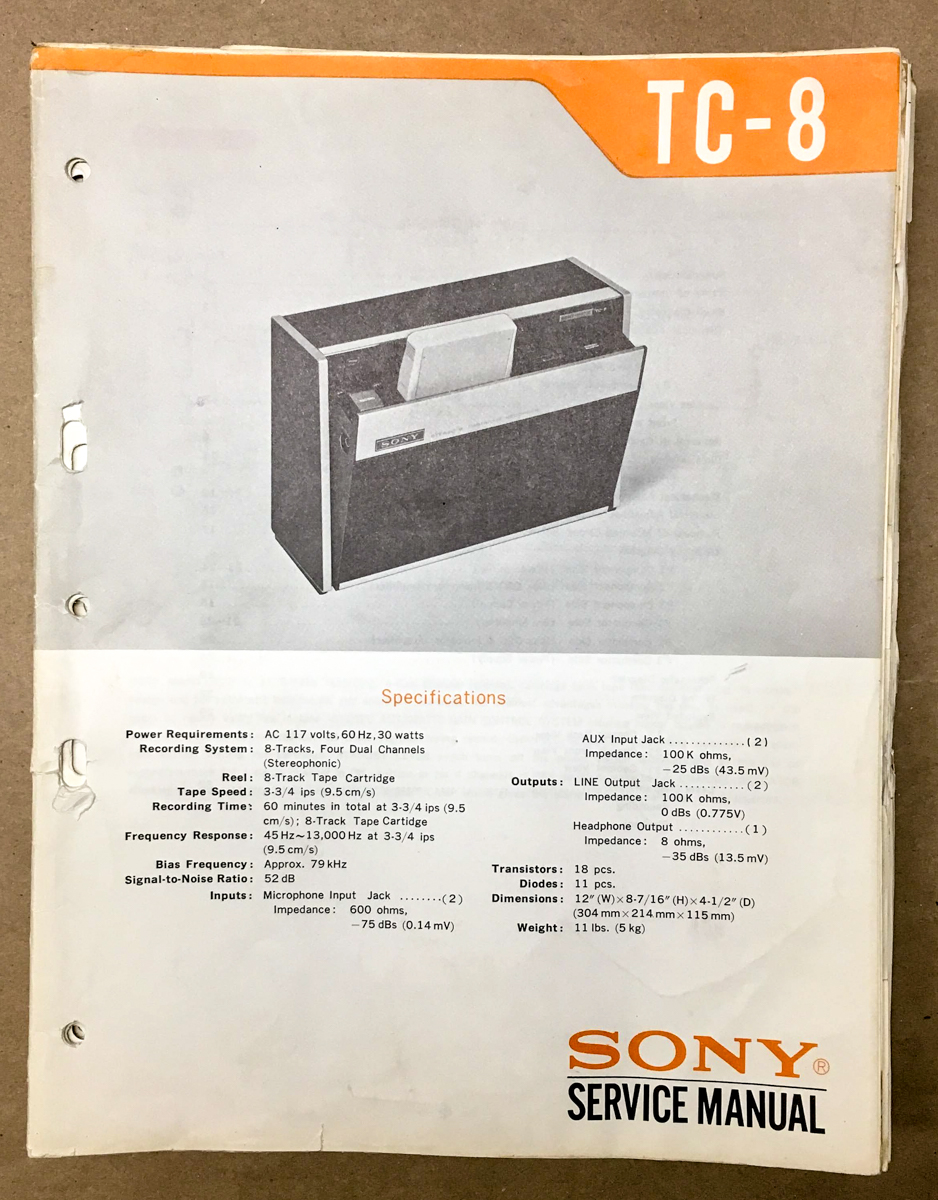 TC-8
SONY
Specifications
Power Requirements: AC 117 volts, 60 Hz, 30 watts
Recording System: 8-Tracks, Four Dual Channels
(Stereophonic)
Reel: 8-Track Tape Cartridge
Tape Speed: 3-3/4 ips (9.5 cm/s)
Recording Time: 60 minutes in total at 3-3/4 ips (9.5
cm/s); 8-Track Tape Cartidge
Frequency Response: 45 Hz~13,000 Hz at 3-3/4 ips
(9.5 cm/s)
Bias Frequency: Approx. 79 kHz
Signal-to-Noise Ratio: 52 dB
Inputs: Microphone Input Jack ........(2)
Impedance: 600 ohms,
−75 dBs (0.14 mV)
AUX Input Jack ..............(2)
Impedance: 100 K ohms,
−25 dBs (43.5 mV)
Outputs: LINE Output Jack ............(2)
Impedance: 100 K ohms,
0 dBs (0.775V)
Headphone Output ............(1)
Impedance: 8 ohms,
−35 dBs (13.5 mV)
Transistors: 18 pcs.
Diodes: 11 pcs.
Dimensions: 12″ (W)×8-7/16″ (H)×4-1/2″ (D)
(304 mm×214 mm×115 mm)
Weight: 11 lbs. (5 kg)
SONY®
SERVICE MANUAL